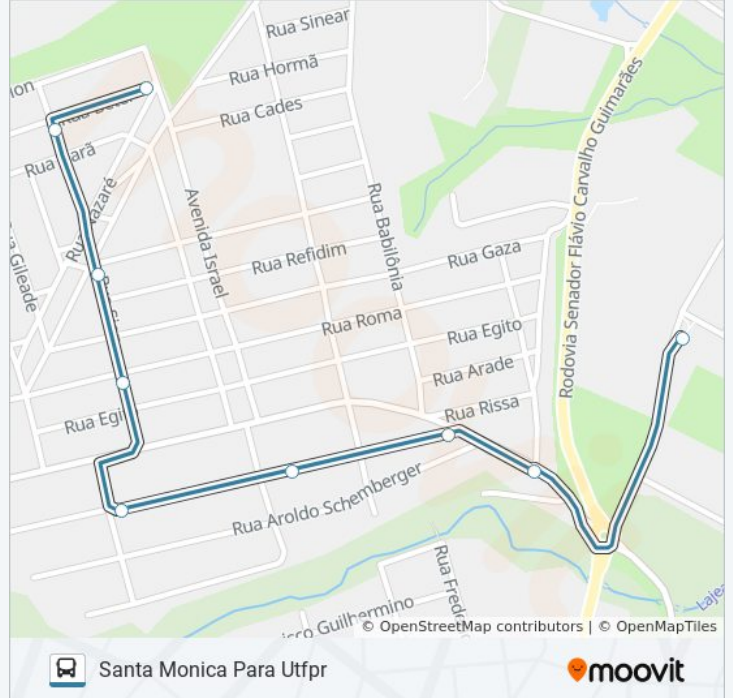 Rua Sinear
Rua Hormã
Rua Cades
Rodovia Senador Flávio Carvalho Guimarães
Avenida Israel
Rua Babilônia
Rua Refidim
Rua Gaza
Gileade
Rua Roma
Rua Egito
Rua Arade
Rua Rissa
Rua
Rua Aroldo Schemberger
Guilhermino
© OpenStreetMap contributors | © OpenMapTiles
Santa Monica Para Utfpr
moovit